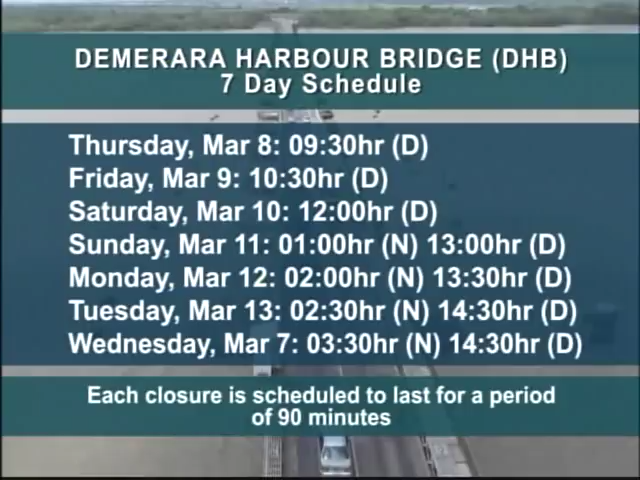 DEMERARA HARBOUR BRIDGE (DHB)
7 Day Schedule
Thursday, Mar 8: 09:30hr (D)
Friday, Mar 9: 10:30hr (D)
Saturday, Mar 10: 12:00hr (D)
Sunday, Mar 11: 01:00hr (N) 13:00hr (D)
Monday, Mar 12: 02:00hr (N) 13:30hr (D)
Tuesday, Mar 13: 02:30hr (N) 14:30hr (D)
Wednesday, Mar 7: 03:30hr (N) 14:30hr (D)
Each closure is scheduled to last for a period
of 90 minutes